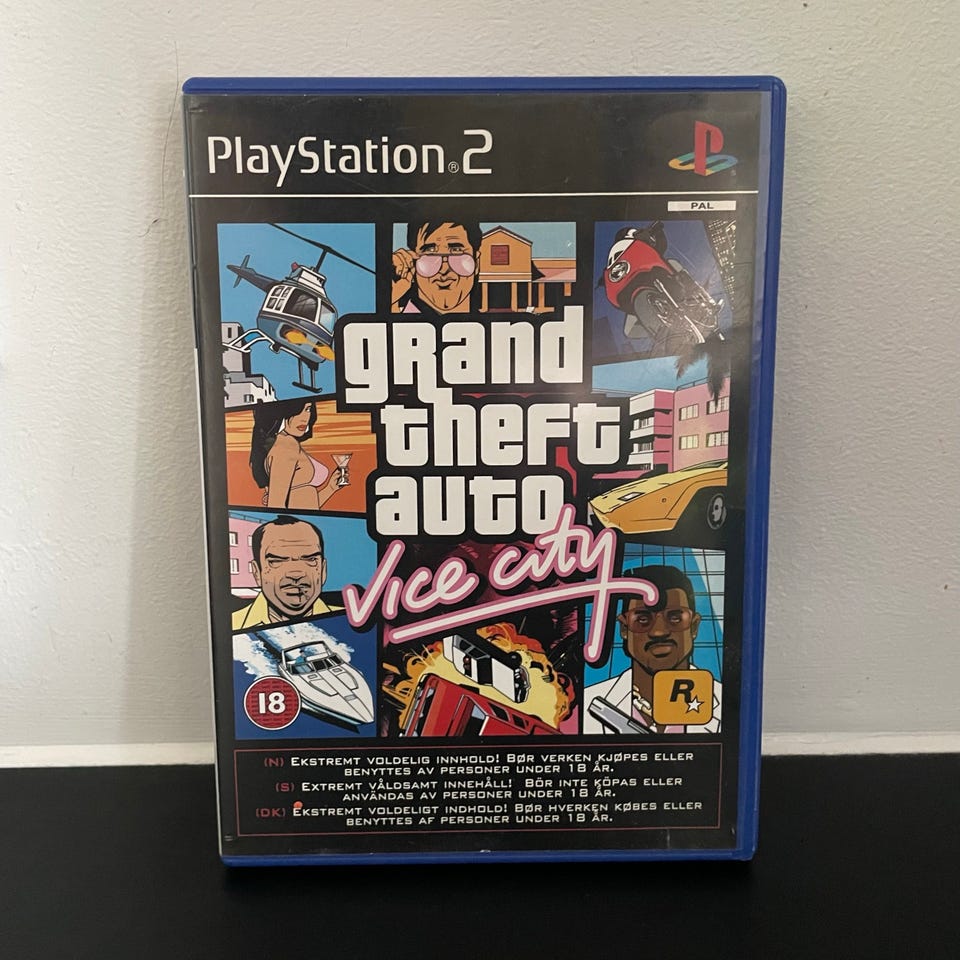 PlayStation®2
PAL
grand
theft
auto
Vice City
18
R
(N) EKSTREMT VOLDELIG INNHOLD! BØR VERKEN KJØPES ELLER
BENYTTES AV PERSONER UNDER 18 ÅR.
(S) EXTREMT VÅLDSAMT INNEHÅLL! BÖR INTE KÖPAS ELLER
ANVÄNDAS AV PERSONER UNDER 18 ÅR.
(DK) EKSTREMT VOLDELIGT INDHOLD! BØR HVERKEN KØBES ELLER
BENYTTES AF PERSONER UNDER 18 ÅR.